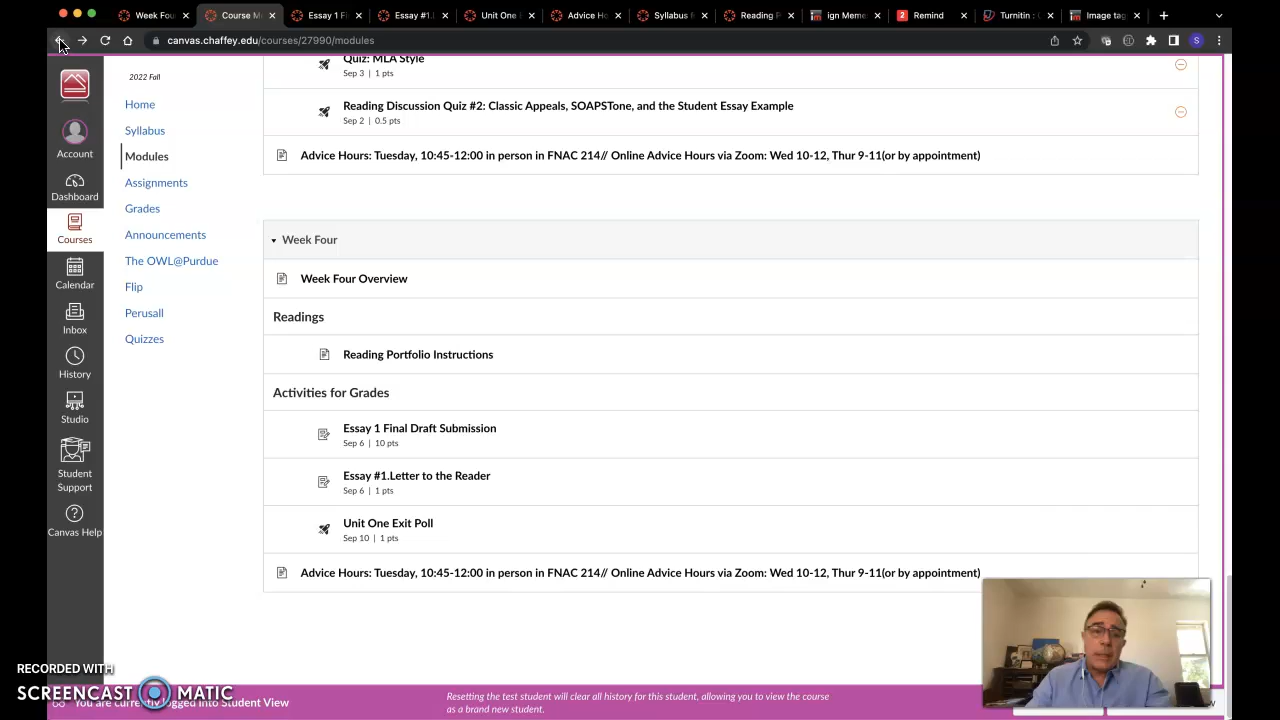 Week Fou
Course M
Essay 1 Fi
Essay #1.
Unit One
Advice Ho
Syllabus f
Reading P
ign Meme
Remind
Turnitin :
Image tag
canvas.chaffey.edu/courses/27990/modules
S
2022 Fall
Home
Syllabus
Modules
Assignments
Grades
Announcements
The OWL@Purdue
Flip
Perusall
Quizzes
Account
Dashboard
Courses
Calendar
Inbox
History
Studio
Student
Support
Canvas Help
Quiz: MLA Style
Sep 3 | 1 pts
Reading Discussion Quiz #2: Classic Appeals, SOAPSTone, and the Student Essay Example
Sep 2 | 0.5 pts
Advice Hours: Tuesday, 10:45-12:00 in person in FNAC 214// Online Advice Hours via Zoom: Wed 10-12, Thur 9-11(or by appointment)
Week Four
Week Four Overview
Readings
Reading Portfolio Instructions
Activities for Grades
Essay 1 Final Draft Submission
Sep 6 | 10 pts
Essay #1.Letter to the Reader
Sep 6 | 1 pts
Unit One Exit Poll
Sep 10 | 1 pts
Advice Hours: Tuesday, 10:45-12:00 in person in FNAC 214// Online Advice Hours via Zoom: Wed 10-12, Thur 9-11(or by appointment)
RECORDED WITH
SCREENCAST MATIC
You are currently logged into Student View
Resetting the test student will clear all history for this student, allowing you to view the course
as a brand new student.